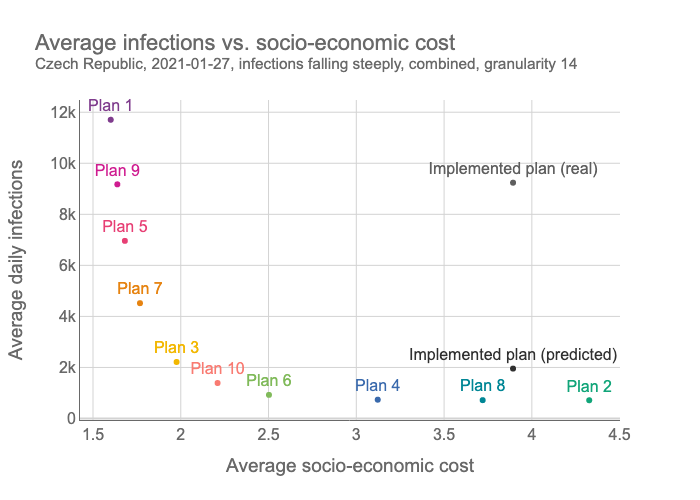 Average infections vs. socio-economic cost
Czech Republic, 2021-01-27, infections falling steeply, combined, granularity 14
Plan 1
12k
10k
Plan 9
Implemented plan (real)
8k
Plan 5
6k
Plan 7
4k
Plan 3
Implemented plan (predicted)
2k
Plan 10
Plan 6
Plan 4
Plan 8
Plan 2
0
1.5
2
2.5
3
3.5
4
4.5
Average daily infections
Average socio-economic cost